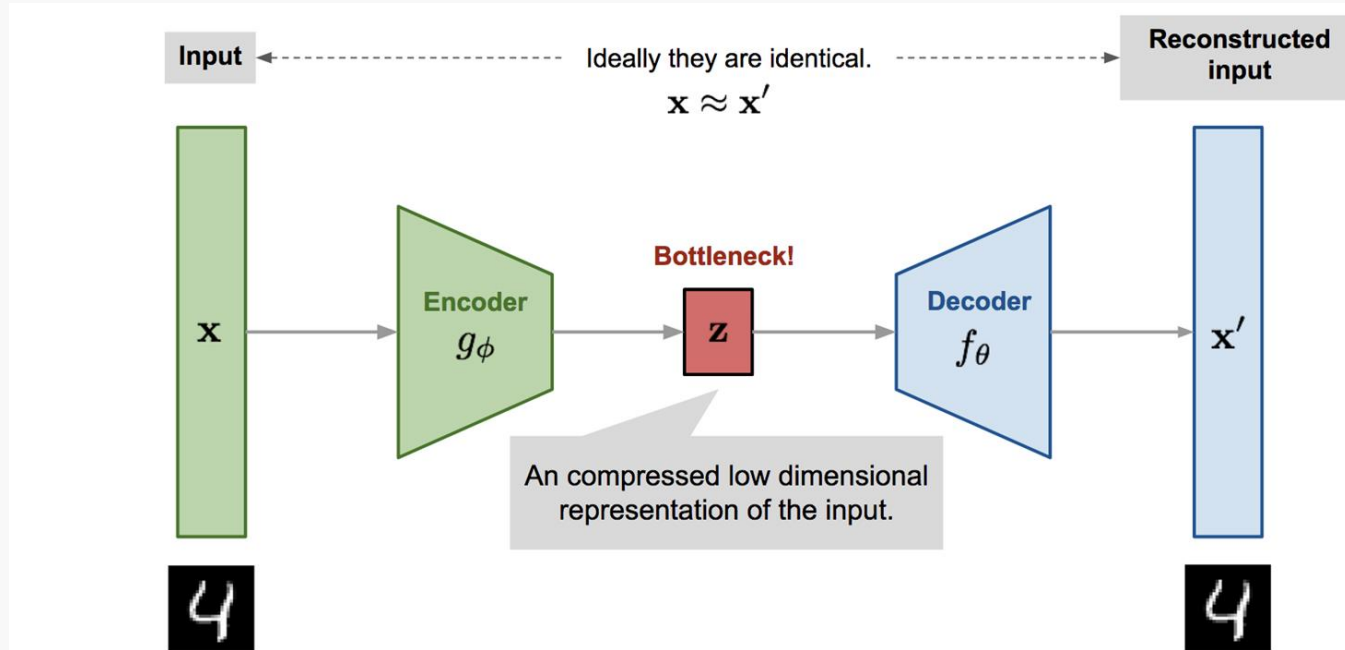 Input
Ideally they are identical.
x ≈ x′
Reconstructed
input
x
Encoder
gϕ
Bottleneck!
z
Decoder
fθ
x′
An compressed low dimensional
representation of the input.
4
4